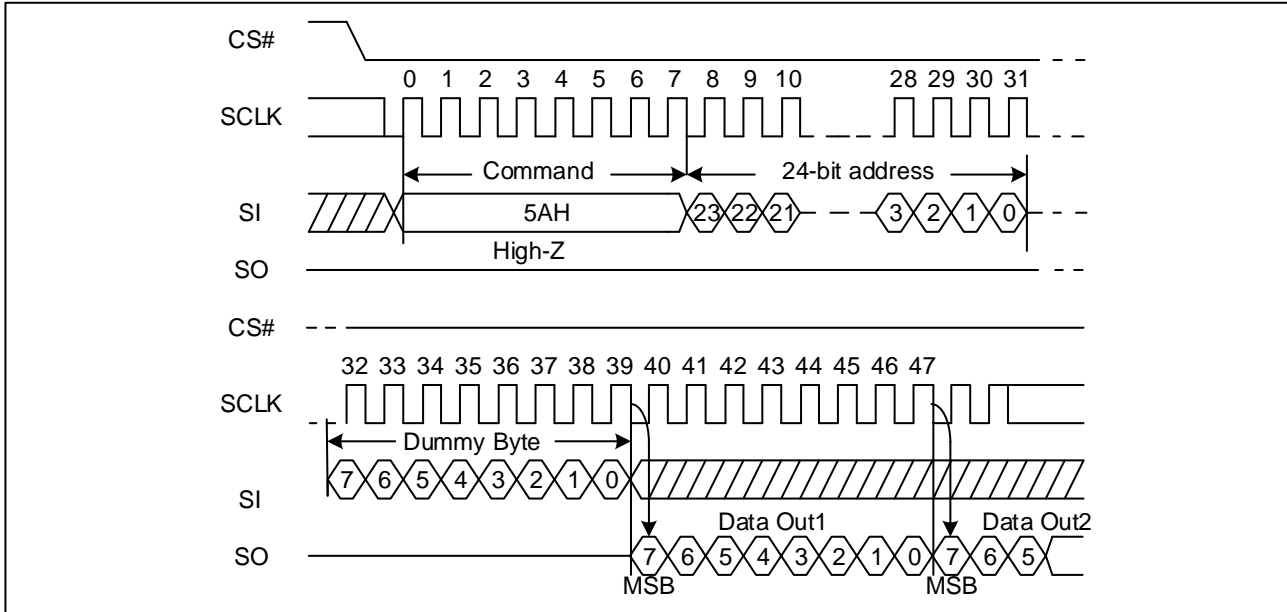 CS#
0 1 2 3 4 5 6 7 8 9 10 28 29 30 31
SCLK
Command 24-bit address
SI 5AH 23 22 21 3 2 1 0
High-Z
SO
CS#
32 33 34 35 36 37 38 39 40 41 42 43 44 45 46 47
SCLK
Dummy Byte
SI 7 6 5 4 3 2 1 0
Data Out1 Data Out2
SO 7 6 5 4 3 2 1 0 7 6 5
MSB MSB